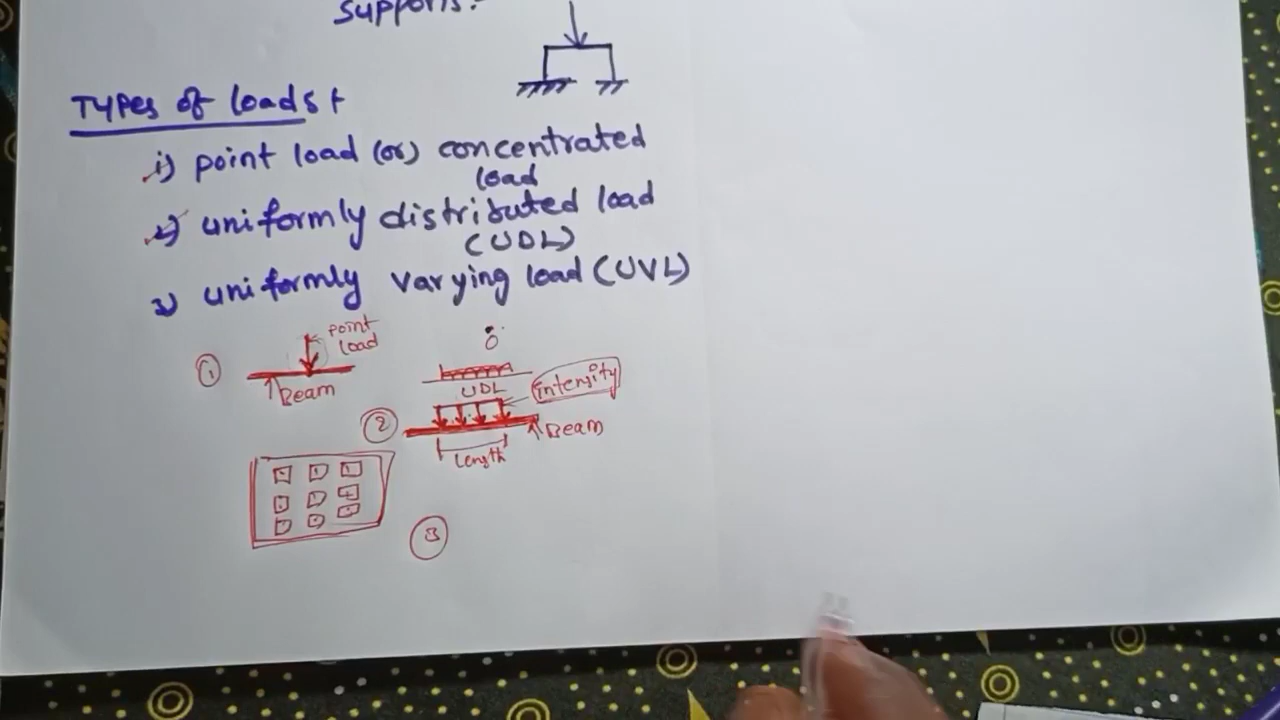 supports:
Types of loads:
1) point load (or) concentrated
load
2) uniformly distributed load
(UDL)
3) uniformly varying load (UVL)
① point
load
Beam
UDL
intensity
② Beam
Length
③